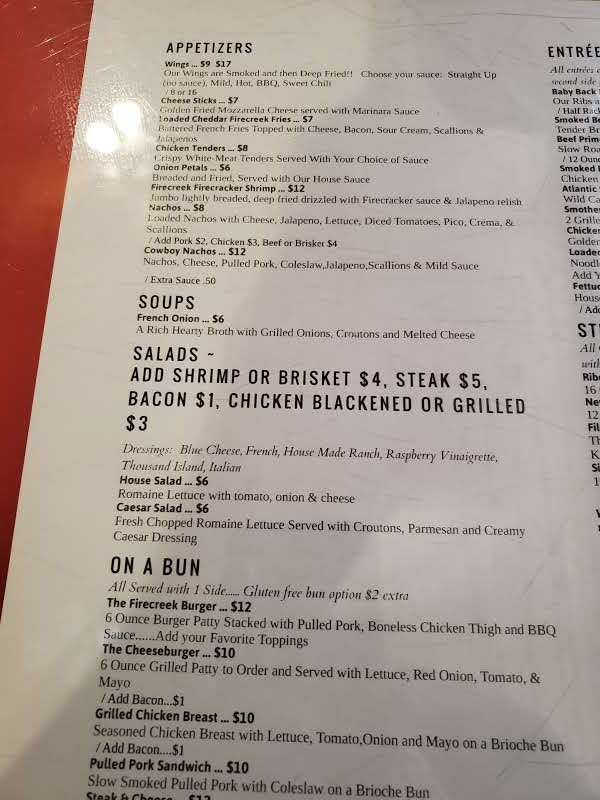 APPETIZERS
Wings ... $9 $17
Our Wings are Smoked and then Deep Fried!! Choose your sauce: Straight Up
(no sauce), Mild, Hot, BBQ, Sweet Chili
/ 8 or 16
Cheese Sticks ... $7
Golden Fried Mozzarella Cheese served with Marinara Sauce
Loaded Cheddar Firecreek Fries ... $7
Battered French Fries Topped with Cheese, Bacon, Sour Cream, Scallions &
Jalapenos
Chicken Tenders ... $8
Crispy White-Meat Tenders Served With Your Choice of Sauce
Onion Petals ... $6
Breaded and Fried, Served with Our House Sauce
Firecreek Firecracker Shrimp ... $12
Jumbo lightly breaded, deep fried drizzled with Firecracker sauce & Jalapeno relish
Nachos ... $8
Loaded Nachos with Cheese, Jalapeno, Lettuce, Diced Tomatoes, Pico, Crema, &
Scallions
/ Add Pork $2, Chicken $3, Beef or Brisket $4
Cowboy Nachos ... $12
Nachos, Cheese, Pulled Pork, Coleslaw,Jalapeno,Scallions & Mild Sauce
/ Extra Sauce .50
SOUPS
French Onion ... $6
A Rich Hearty Broth with Grilled Onions, Croutons and Melted Cheese
SALADS ~
ADD SHRIMP OR BRISKET $4, STEAK $5,
BACON $1, CHICKEN BLACKENED OR GRILLED
$3
Dressings: Blue Cheese, French, House Made Ranch, Raspberry Vinaigrette,
Thousand Island, Italian
House Salad ... $6
Romaine Lettuce with tomato, onion & cheese
Caesar Salad ... $6
Fresh Chopped Romaine Lettuce Served with Croutons, Parmesan and Creamy
Caesar Dressing
ON A BUN
All Served with 1 Side..... Gluten free bun option $2 extra
The Firecreek Burger ... $12
6 Ounce Burger Patty Stacked with Pulled Pork, Boneless Chicken Thigh and BBQ
Sauce......Add your Favorite Toppings
The Cheeseburger ... $10
6 Ounce Grilled Patty to Order and Served with Lettuce, Red Onion, Tomato, &
Mayo
/ Add Bacon...$1
Grilled Chicken Breast ... $10
Seasoned Chicken Breast with Lettuce, Tomato,Onion and Mayo on a Brioche Bun
/ Add Bacon....$1
Pulled Pork Sandwich ... $10
Slow Smoked Pulled Pork with Coleslaw on a Brioche Bun
Steak & Cheese ... $12
ENTRÉE
All entrées
second side
Baby Back
Our Ribs
/ Half Rack
Smoked
Tender
Beef Prim
Slow
/ 12
Smoked
Chicken
Atlantic
Wild
Smothe
2 Grille
Chicke
Golde
Loade
Noodl
Add
Fettuc
House
/ Add
ST
All
with
Rib
16
Ne
12
Fil
Th
K
Si